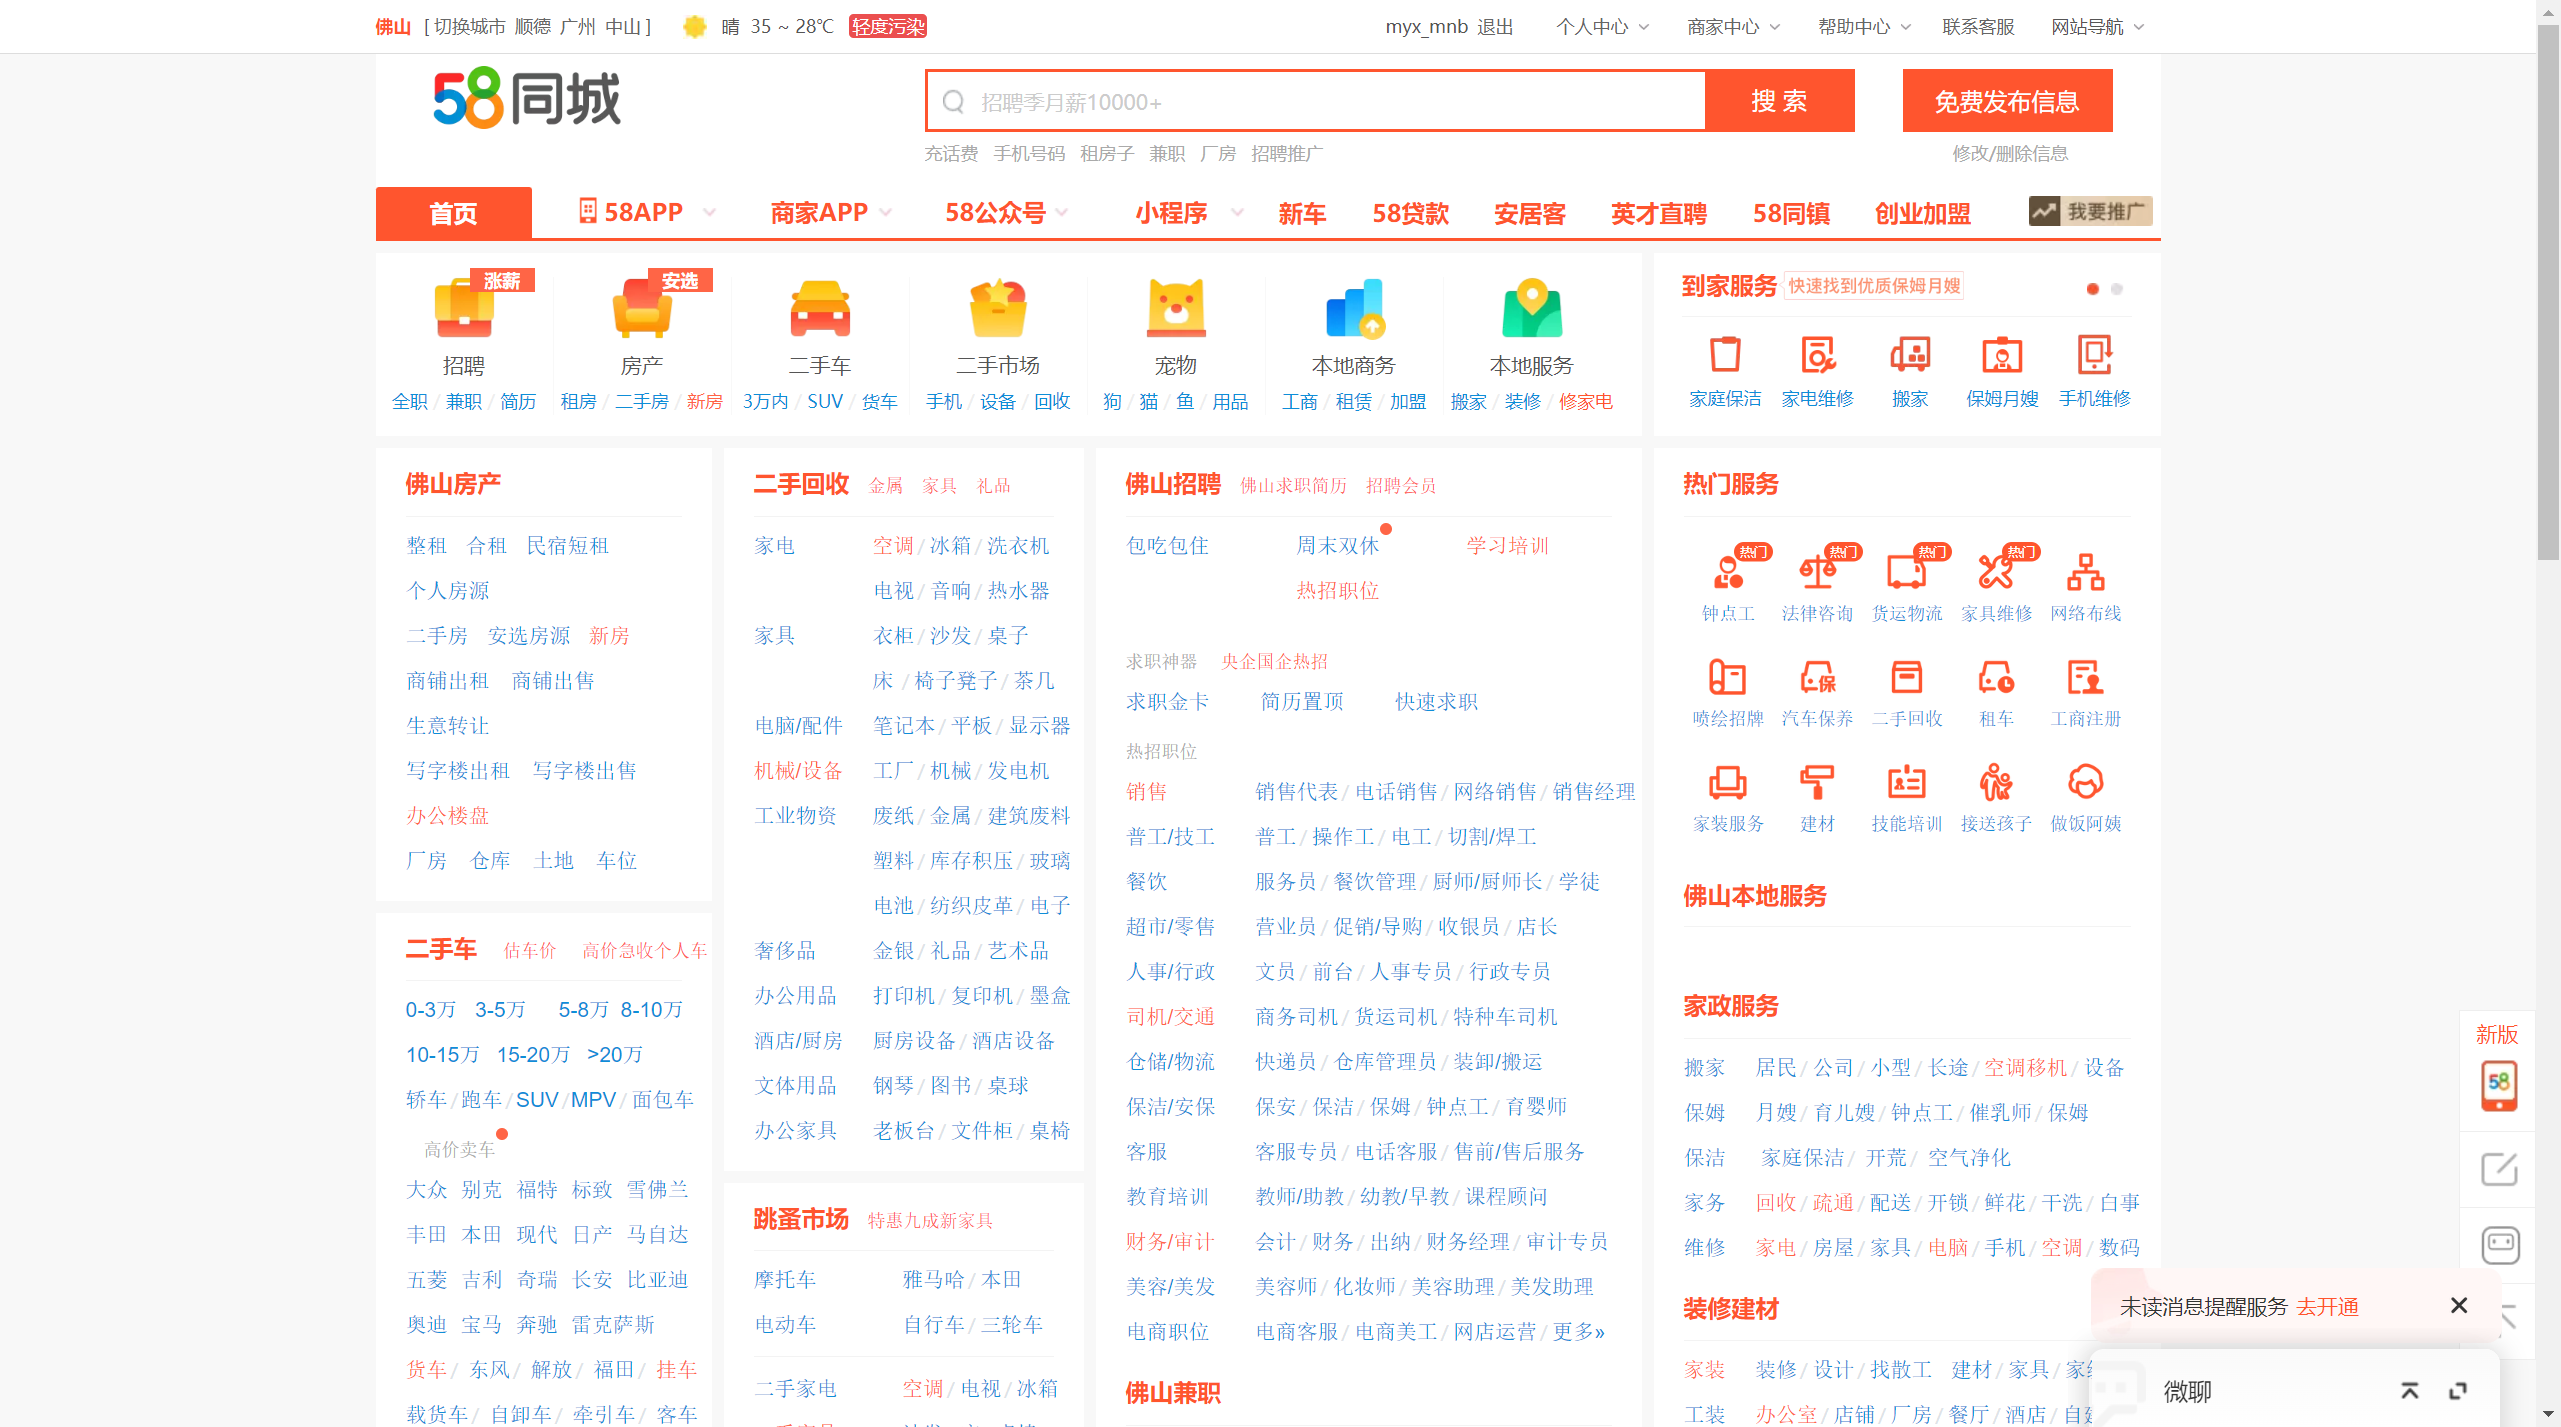 佛山 [ 切换城市 顺德 广州 中山 ] 晴 35 ~ 28℃ 轻度污染 myx_mnb 退出 个人中心 商家中心 帮助中心 联系客服 网站导航
58同城
招聘季月薪10000+ 搜 索 免费发布信息
充话费 手机号码 租房子 兼职 厂房 招聘推广 修改/删除信息
首页 58APP 商家APP 58公众号 小程序 新车 58贷款 安居客 英才直聘 58同镇 创业加盟 我要推广
涨薪 安选
招聘 房产 二手车 二手市场 宠物 本地商务 本地服务
全职 / 兼职 / 简历 租房 / 二手房 / 新房 3万内 / SUV / 货车 手机 / 设备 / 回收 狗 / 猫 / 鱼 / 用品 工商 / 租赁 / 加盟 搬家 / 装修 / 修家电
到家服务 快速找到优质保姆月嫂
家庭保洁 家电维修 搬家 保姆月嫂 手机维修
佛山房产
整租 合租 民宿短租
个人房源
二手房 安选房源 新房
商铺出租 商铺出售
生意转让
写字楼出租 写字楼出售
办公楼盘
厂房 仓库 土地 车位
二手车 估车价 高价急收个人车
0-3万 3-5万 5-8万 8-10万
10-15万 15-20万 >20万
轿车 / 跑车 / SUV / MPV / 面包车
高价卖车
大众 别克 福特 标致 雪佛兰
丰田 本田 现代 日产 马自达
五菱 吉利 奇瑞 长安 比亚迪
奥迪 宝马 奔驰 雷克萨斯
货车 / 东风 / 解放 / 福田 / 挂车
载货车 / 自卸车 / 牵引车 / 客车
二手回收 金属 家具 礼品
家电 空调 / 冰箱 / 洗衣机
电视 / 音响 / 热水器
家具 衣柜 / 沙发 / 桌子
床 / 椅子凳子 / 茶几
电脑/配件 笔记本 / 平板 / 显示器
机械/设备 工厂 / 机械 / 发电机
工业物资 废纸 / 金属 / 建筑废料
塑料 / 库存积压 / 玻璃
电池 / 纺织皮革 / 电子
奢侈品 金银 / 礼品 / 艺术品
办公用品 打印机 / 复印机 / 墨盒
酒店/厨房 厨房设备 / 酒店设备
文体用品 钢琴 / 图书 / 桌球
办公家具 老板台 / 文件柜 / 桌椅
跳蚤市场 特惠九成新家具
摩托车 雅马哈 / 本田
电动车 自行车 / 三轮车
二手家电 空调 / 电视 / 冰箱
佛山招聘 佛山求职简历 招聘会员
包吃包住 周末双休 学习培训
热招职位
求职神器 央企国企热招
求职金卡 简历置顶 快速求职
热招职位
销售 销售代表 / 电话销售 / 网络销售 / 销售经理
普工/技工 普工 / 操作工 / 电工 / 切割/焊工
餐饮 服务员 / 餐饮管理 / 厨师/厨师长 / 学徒
超市/零售 营业员 / 促销/导购 / 收银员 / 店长
人事/行政 文员 / 前台 / 人事专员 / 行政专员
司机/交通 商务司机 / 货运司机 / 特种车司机
仓储/物流 快递员 / 仓库管理员 / 装卸/搬运
保洁/安保 保安 / 保洁 / 保姆 / 钟点工 / 育婴师
客服 客服专员 / 电话客服 / 售前/售后服务
教育培训 教师/助教 / 幼教/早教 / 课程顾问
财务/审计 会计 / 财务 / 出纳 / 财务经理 / 审计专员
美容/美发 美容师 / 化妆师 / 美容助理 / 美发助理
电商职位 电商客服 / 电商美工 / 网店运营 / 更多»
佛山兼职
热门服务
热门 热门 热门 热门
钟点工 法律咨询 货运物流 家具维修 网络布线
保
喷绘招牌 汽车保养 二手回收 租车 工商注册
家装服务 建材 技能培训 接送孩子 做饭阿姨
佛山本地服务
家政服务
搬家 居民 / 公司 / 小型 / 长途 / 空调移机 / 设备
保姆 月嫂 / 育儿嫂 / 钟点工 / 催乳师 / 保姆
保洁 家庭保洁 / 开荒 / 空气净化
家务 回收 / 疏通 / 配送 / 开锁 / 鲜花 / 干洗 / 白事
维修 家电 / 房屋 / 家具 / 电脑 / 手机 / 空调 / 数码
装修建材
家装 装修 / 设计 / 找散工 建材 / 家具 /
工装 办公室 / 店铺 / 厂房 / 餐厅 / 酒店 /
新版
58
未读消息提醒服务 去开通
微聊